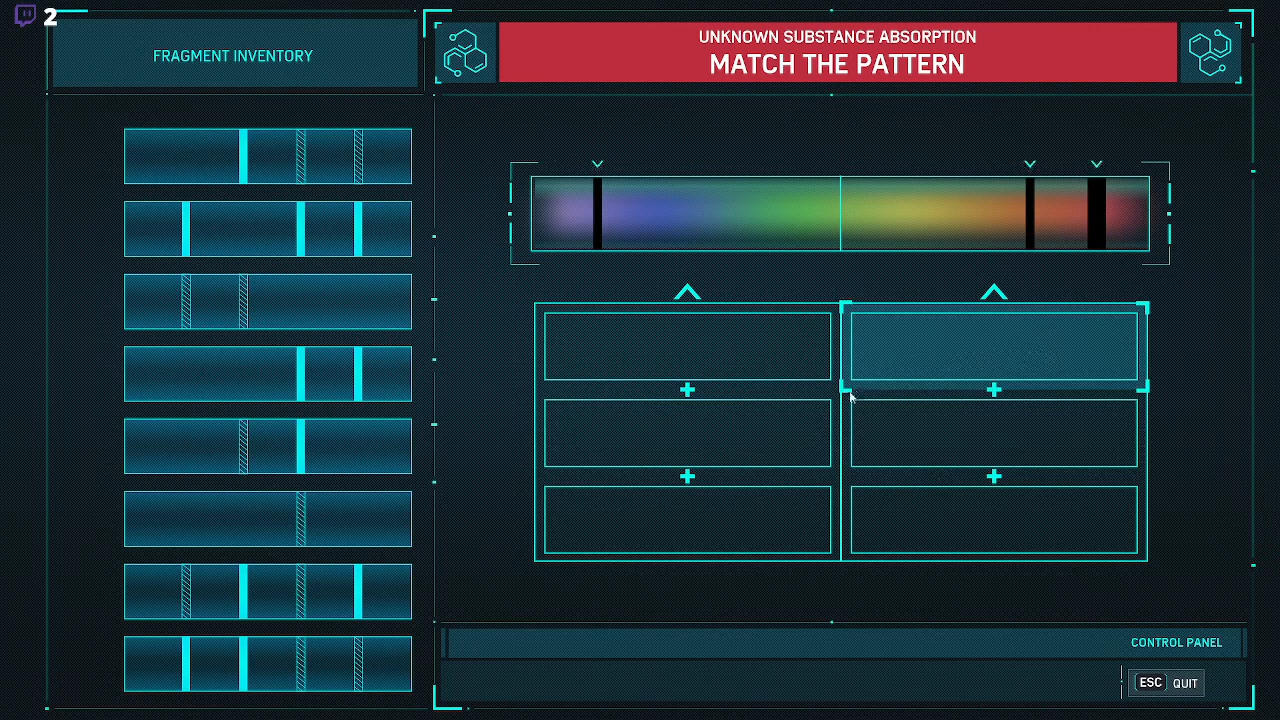 2
FRAGMENT INVENTORY
UNKNOWN SUBSTANCE ABSORPTION
MATCH THE PATTERN
CONTROL PANEL
ESC QUIT